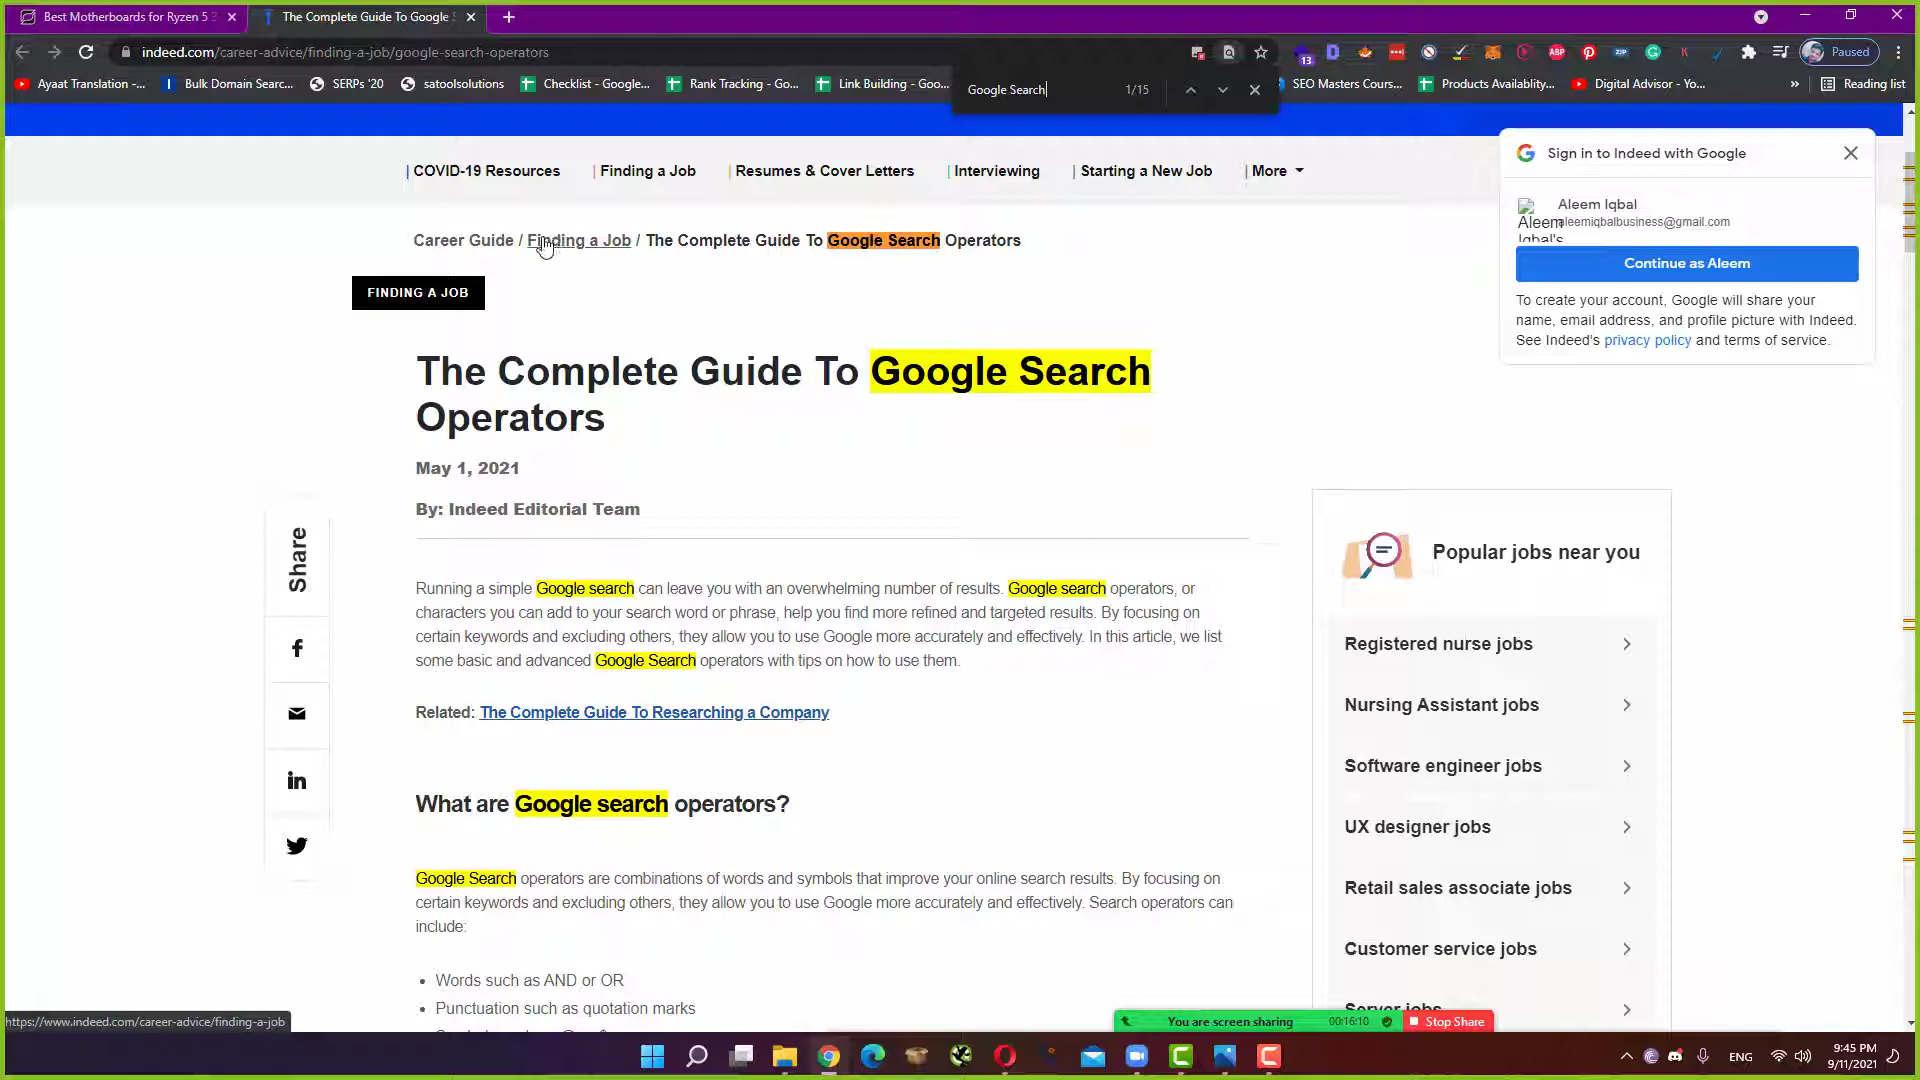 Best Motherboards for Ryzen 5 3
The Complete Guide To Google S
indeed.com/career-advice/finding-a-job/google-search-operators
13
ABP
ZIP
Paused
Ayaat Translation -...
Bulk Domain Searc...
SERPs '20
satoolsolutions
Checklist - Google...
Rank Tracking - Go...
Link Building - Goo...
Google Search
1/15
SEO Masters Cours...
Products Availablity...
Digital Advisor - Yo...
Reading list
COVID-19 Resources
Finding a Job
Resumes & Cover Letters
Interviewing
Starting a New Job
More
Sign in to Indeed with Google
Aleem Iqbal
aleemiqbalbusiness@gmail.com
Aleem
Iqbal's
Continue as Aleem
To create your account, Google will share your
name, email address, and profile picture with Indeed.
See Indeed's privacy policy and terms of service.
Career Guide / Finding a Job / The Complete Guide To Google Search Operators
FINDING A JOB
The Complete Guide To Google Search
Operators
May 1, 2021
By: Indeed Editorial Team
Share
Running a simple Google search can leave you with an overwhelming number of results. Google search operators, or
characters you can add to your search word or phrase, help you find more refined and targeted results. By focusing on
certain keywords and excluding others, they allow you to use Google more accurately and effectively. In this article, we list
some basic and advanced Google Search operators with tips on how to use them.
Related: The Complete Guide To Researching a Company
What are Google search operators?
Google Search operators are combinations of words and symbols that improve your online search results. By focusing on
certain keywords and excluding others, they allow you to use Google more accurately and effectively. Search operators can
include:
• Words such as AND or OR
• Punctuation such as quotation marks
Popular jobs near you
Registered nurse jobs
Nursing Assistant jobs
Software engineer jobs
UX designer jobs
Retail sales associate jobs
Customer service jobs
Server jobs
https://www.indeed.com/career-advice/finding-a-job
You are screen sharing
00:16:10
Stop Share
ENG
9:45 PM
9/11/2021